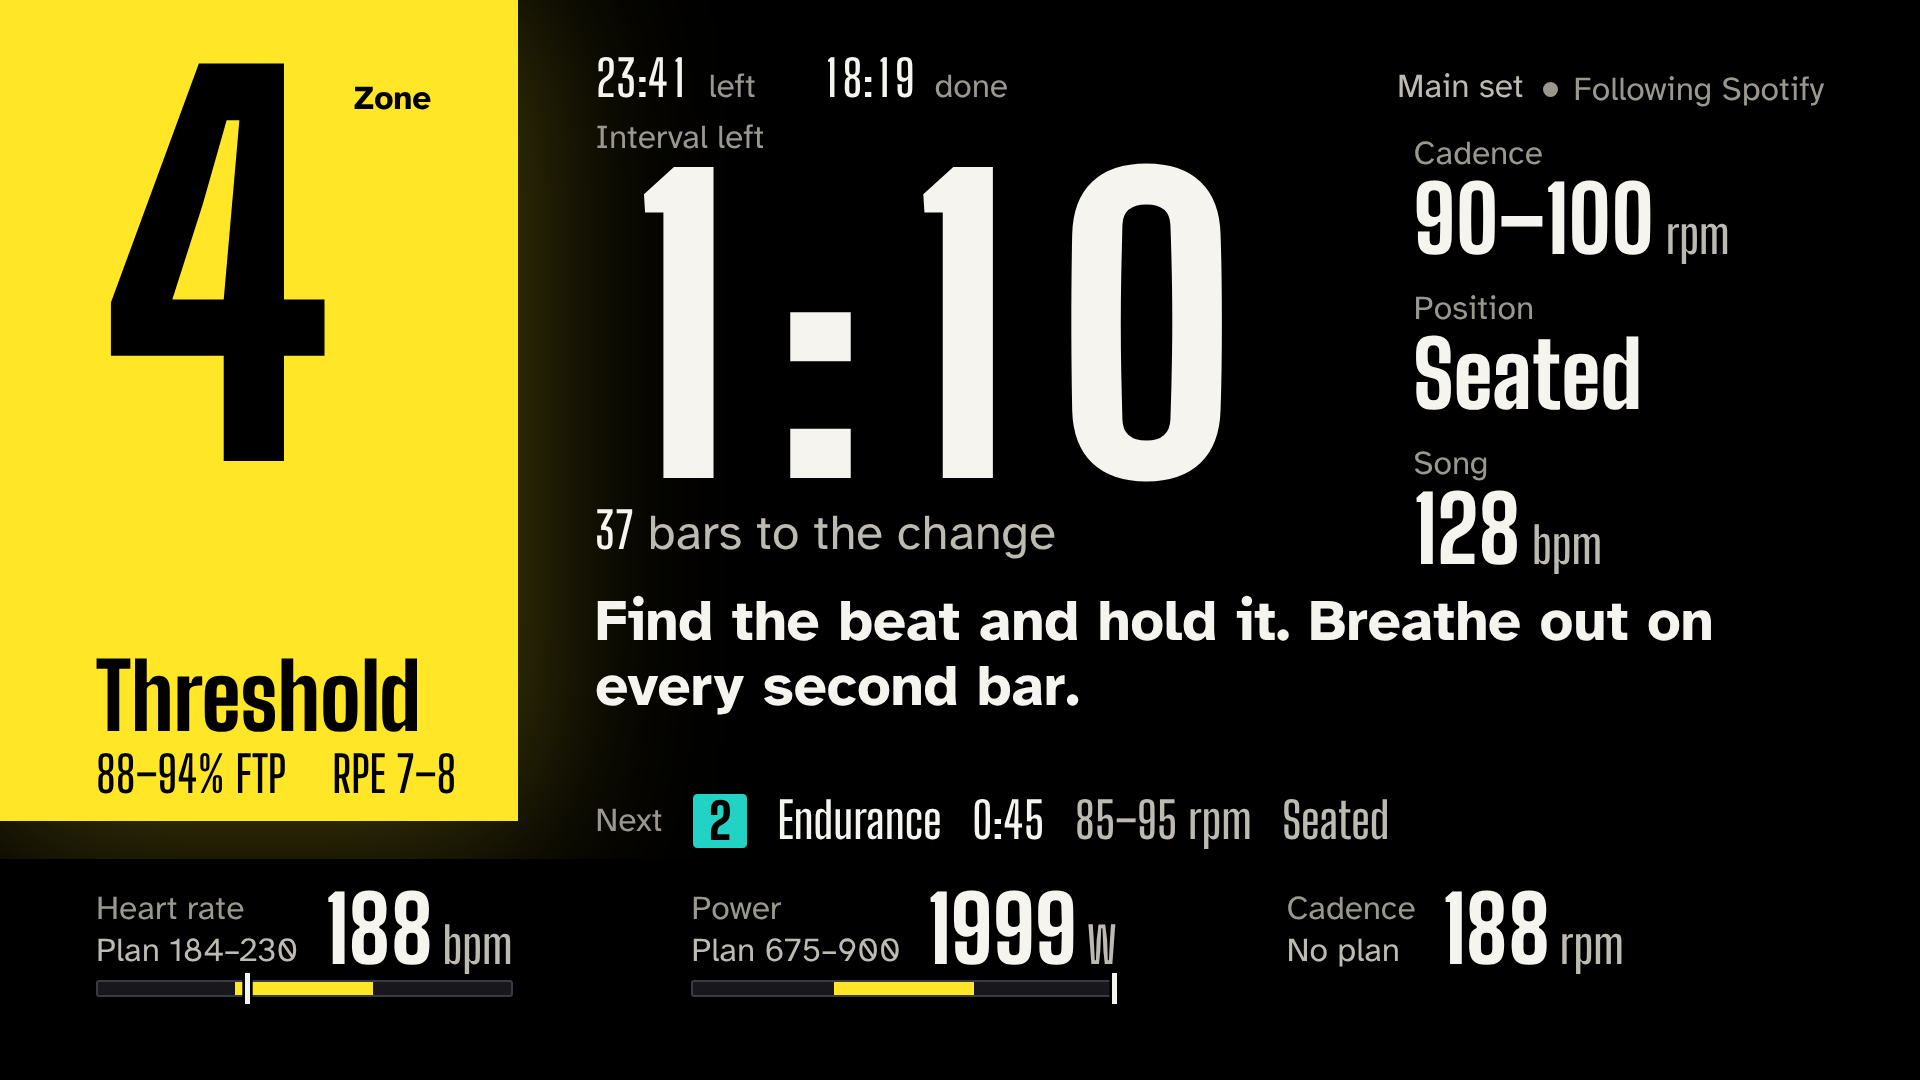 4 Zone
Threshold
88–94% FTP RPE 7–8
23:41 left 18:19 done
Main set • Following Spotify
Interval left
1:10
37 bars to the change
Cadence
90–100 rpm
Position
Seated
Song
128 bpm
Find the beat and hold it. Breathe out on
every second bar.
Next 2 Endurance 0:45 85–95 rpm Seated
Heart rate
Plan 184–230
188 bpm
Power
Plan 675–900
1999 W
Cadence
No plan
188 rpm